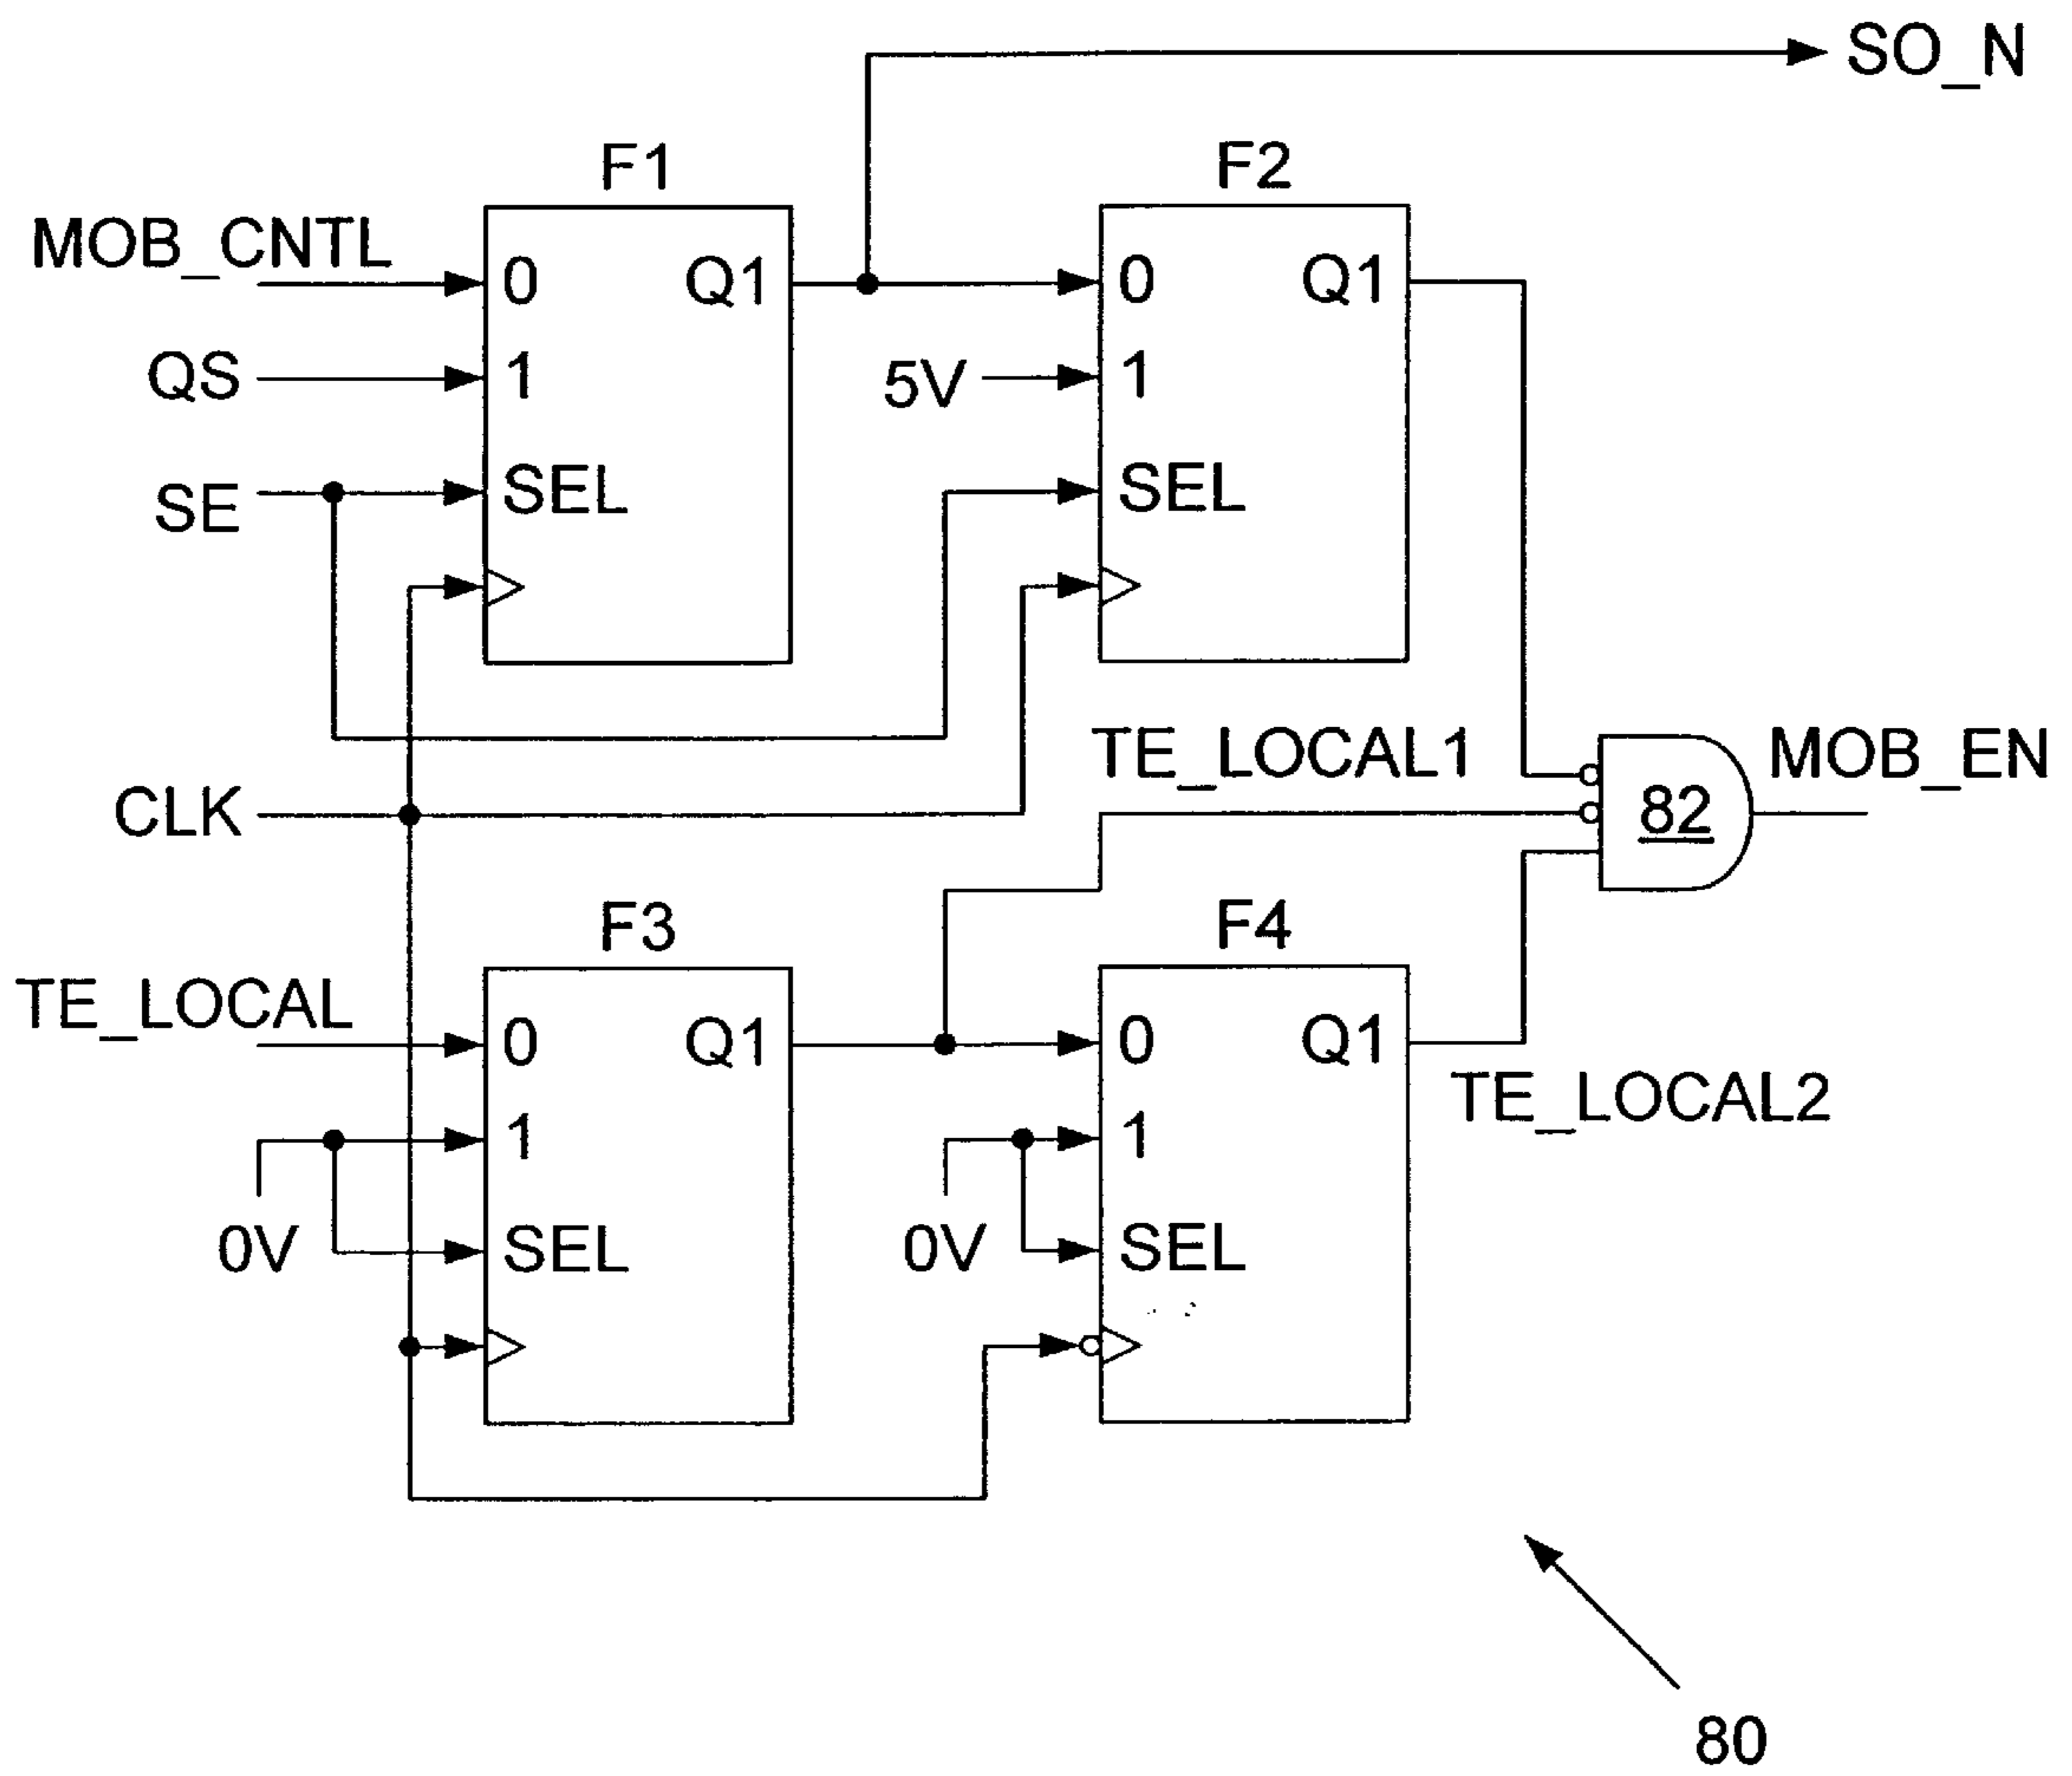 SO_N
F1
F2
MOB_CNTL
0
Q1
0
Q1
QS
1
5V
1
SE
SEL
SEL
TE_LOCAL1
MOB_EN
CLK
82
F3
F4
TE_LOCAL
0
Q1
0
Q1
TE_LOCAL2
1
1
0V
SEL
0V
SEL
80